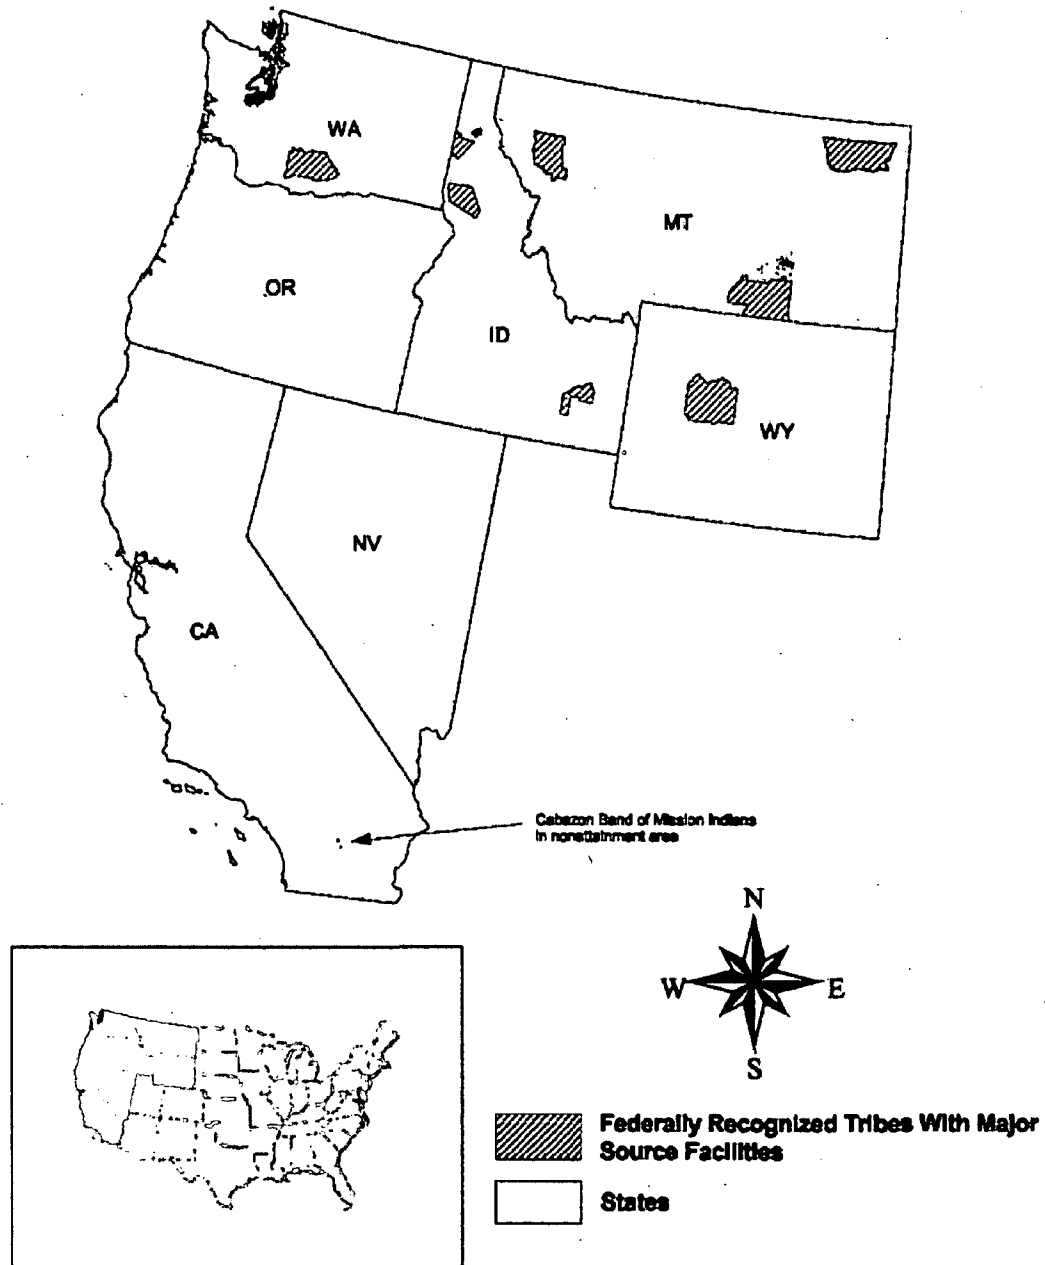 WA
MT
OR
ID
WY
NV
CA
Cabazon Band of Mission Indians
in nonattainment area
N
W E
S
Federally Recognized Tribes With Major
Source Facilities
States